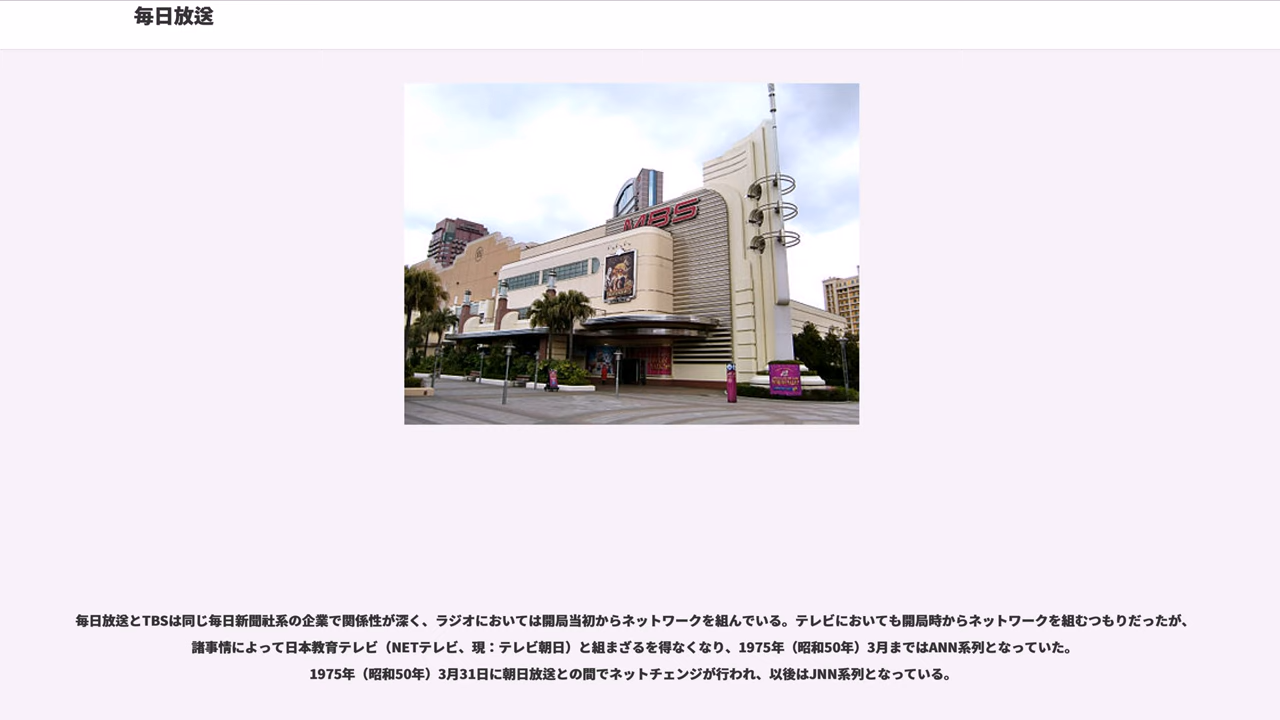 毎日放送
MBS
毎日放送とTBSは同じ毎日新聞社系の企業で関係性が深く、ラジオにおいては開局当初からネットワークを組んでいる。テレビにおいても開局時からネットワークを組むつもりだったが、
諸事情によって日本教育テレビ（NETテレビ、現：テレビ朝日）と組まざるを得なくなり、1975年（昭和50年）3月まではANN系列となっていた。
1975年（昭和50年）3月31日に朝日放送との間でネットチェンジが行われ、以後はJNN系列となっている。